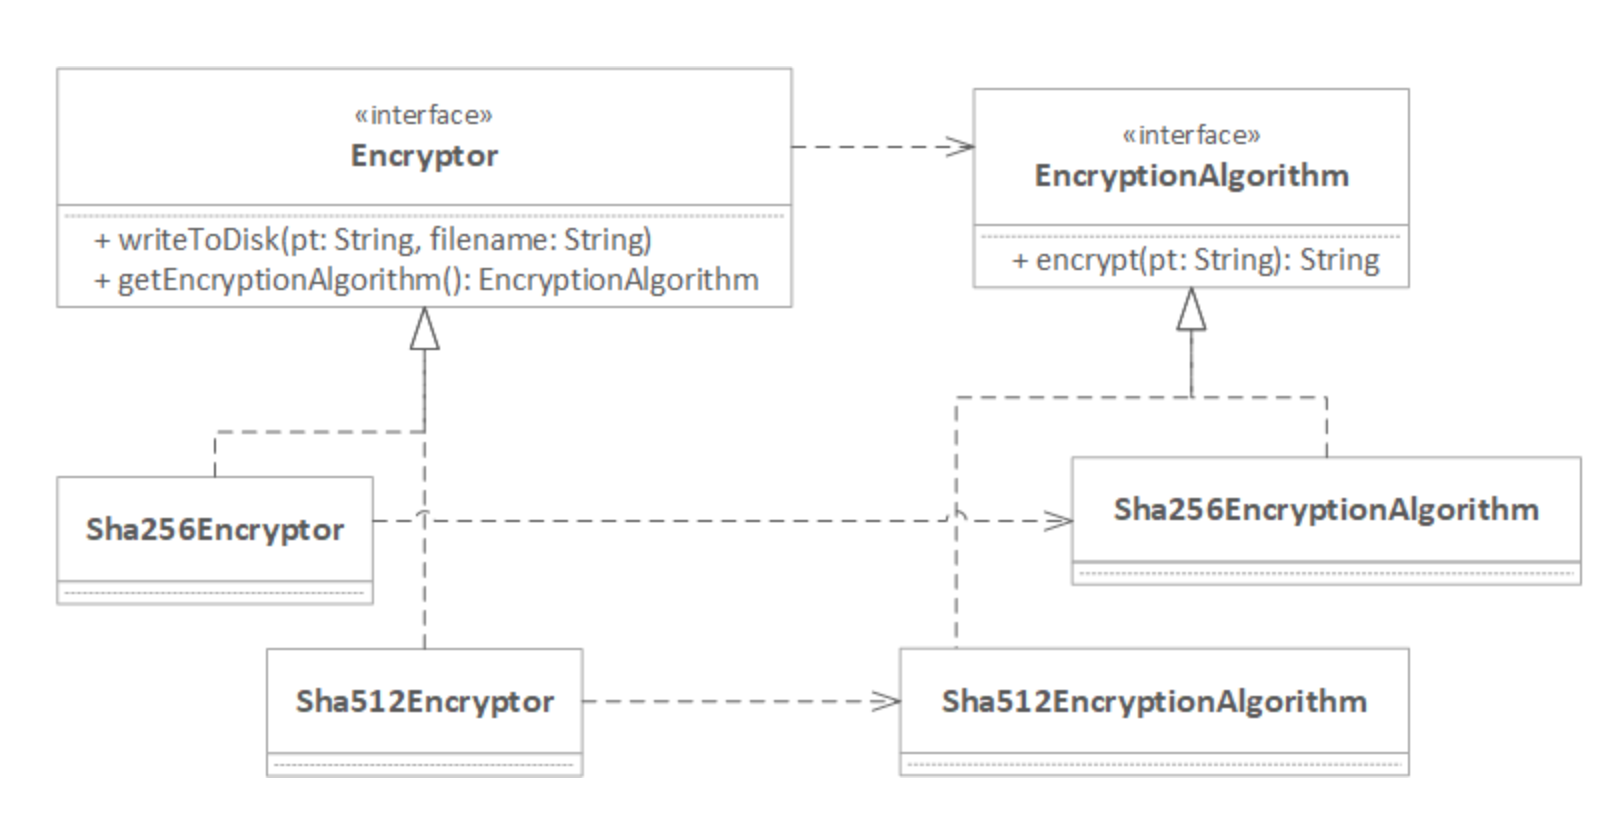 «interface»
Encryptor
+ writeToDisk(pt: String, filename: String)
+ getEncryptionAlgorithm(): EncryptionAlgorithm
«interface»
EncryptionAlgorithm
+ encrypt(pt: String): String
Sha256Encryptor
Sha256EncryptionAlgorithm
Sha512Encryptor
Sha512EncryptionAlgorithm